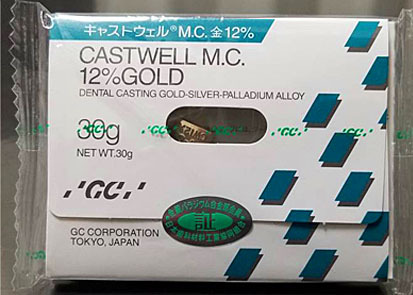 キャストウェル®M.C. 金12%
CASTWELL M.C.
12%GOLD
DENTAL CASTING GOLD-SILVER-PALLADIUM ALLOY
30g
NET WT.30g
GC
GC CORPORATION
TOKYO, JAPAN
証